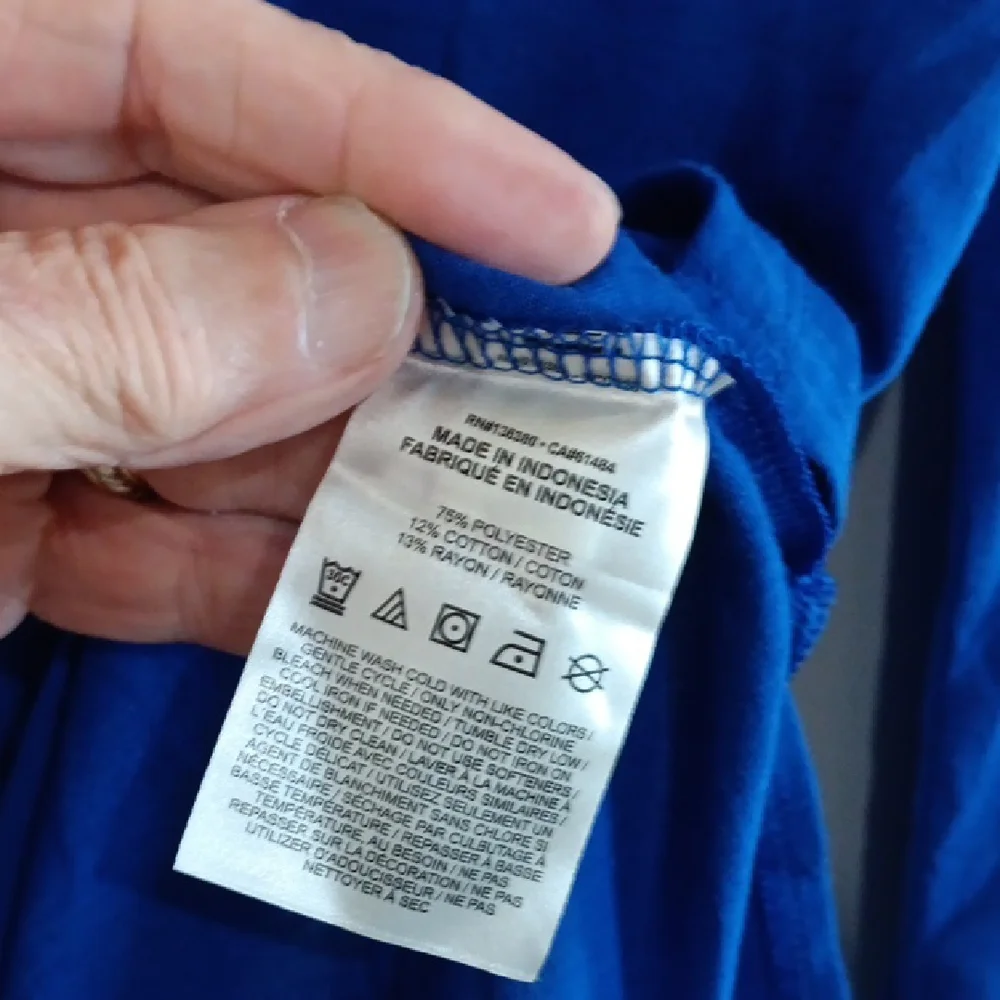 RN#136380 • CA#61464
MADE IN INDONESIA
FABRIQUÉ EN INDONÉSIE
75% POLYESTER
12% COTTON / COTON
13% RAYON / RAYONNE
30C
MACHINE WASH COLD WITH LIKE COLORS /
GENTLE CYCLE / ONLY NON-CHLORINE
BLEACH WHEN NEEDED / TUMBLE DRY LOW /
COOL IRON IF NEEDED / DO NOT IRON ON
EMBELLISHMENT / DO NOT USE SOFTENERS /
DO NOT DRY CLEAN / LAVER À LA MACHINE À
L'EAU FROIDE AVEC COULEURS SIMILAIRES /
CYCLE DÉLICAT / UTILISEZ SEULEMENT UN
AGENT DE BLANCHIMENT SANS CHLORE SI
NÉCESSAIRE / SÉCHAGE PAR CULBUTAGE À
BASSE TEMPÉRATURE / REPASSER À BASSE
TEMPÉRATURE, AU BESOIN / NE PAS
REPASSER SUR LA DÉCORATION / NE PAS
UTILIZER D'ADOUCISSEUR / NE PAS
NETTOYER À SEC